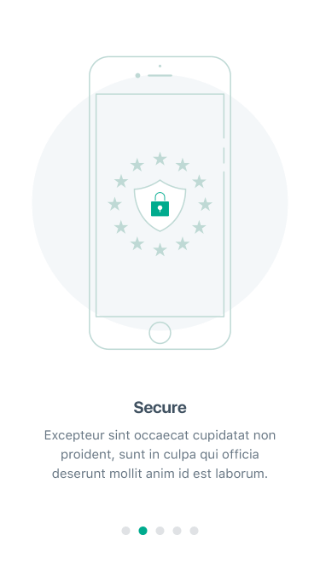 Secure
Excepteur sint occaecat cupidatat non
proident, sunt in culpa qui officia
deserunt mollit anim id est laborum.